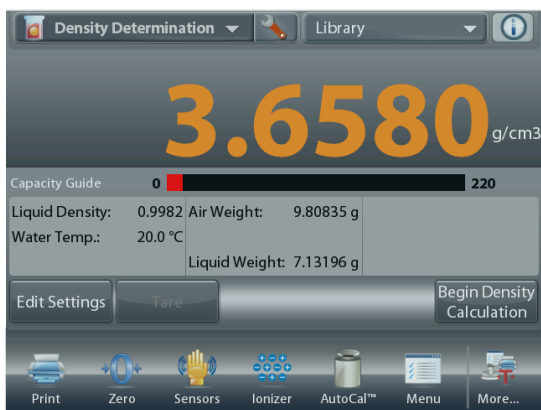 Density Determination Library
3.6580 g/cm3
Capacity Guide 0 220
Liquid Density: 0.9982 Air Weight: 9.80835 g
Water Temp.: 20.0 °C
Liquid Weight: 7.13196 g
Edit Settings Tare Begin Density
Calculation
Print Zero Sensors Ionizer AutoCal™ Menu More...